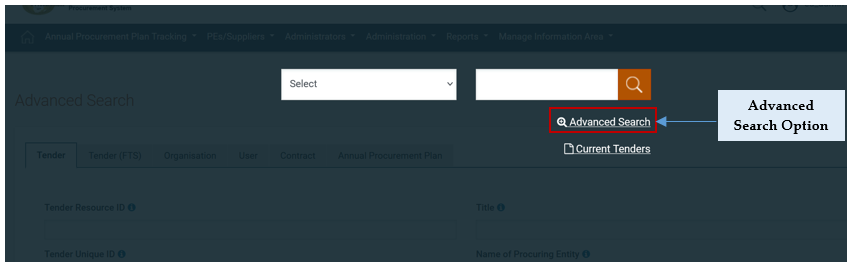 Procurement System
Annual Procurement Plan Tracking PEs/Suppliers Administrators Administration Reports Manage Information Area
Select
Advanced Search
Advanced Search
Advanced
Search Option
Current Tenders
Tender Tender (FTS) Organisation User Contract Annual Procurement Plan
Tender Resource ID Title
Tender Unique ID Name of Procuring Entity